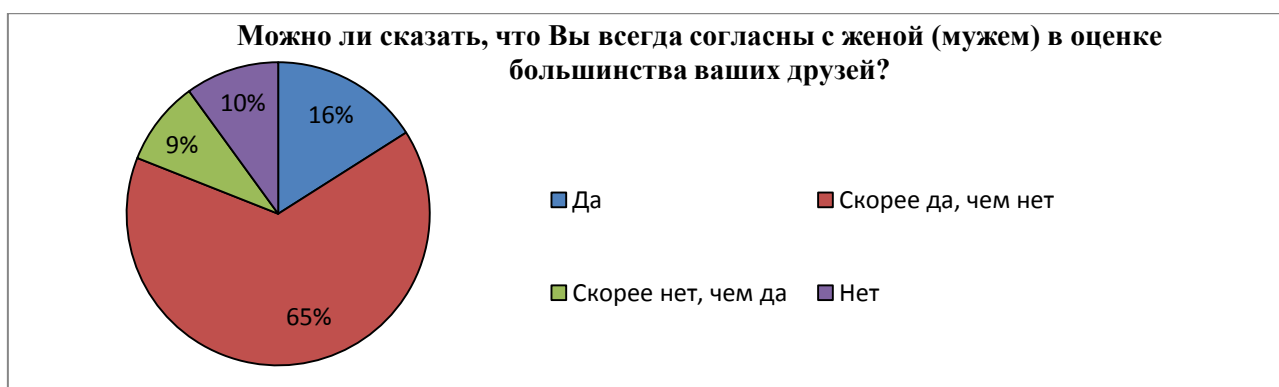 Можно ли сказать, что Вы всегда согласны с женой (мужем) в оценке
большинства ваших друзей?
10%
16%
9%
65%
Да
Скорее да, чем нет
Скорее нет, чем да
Нет